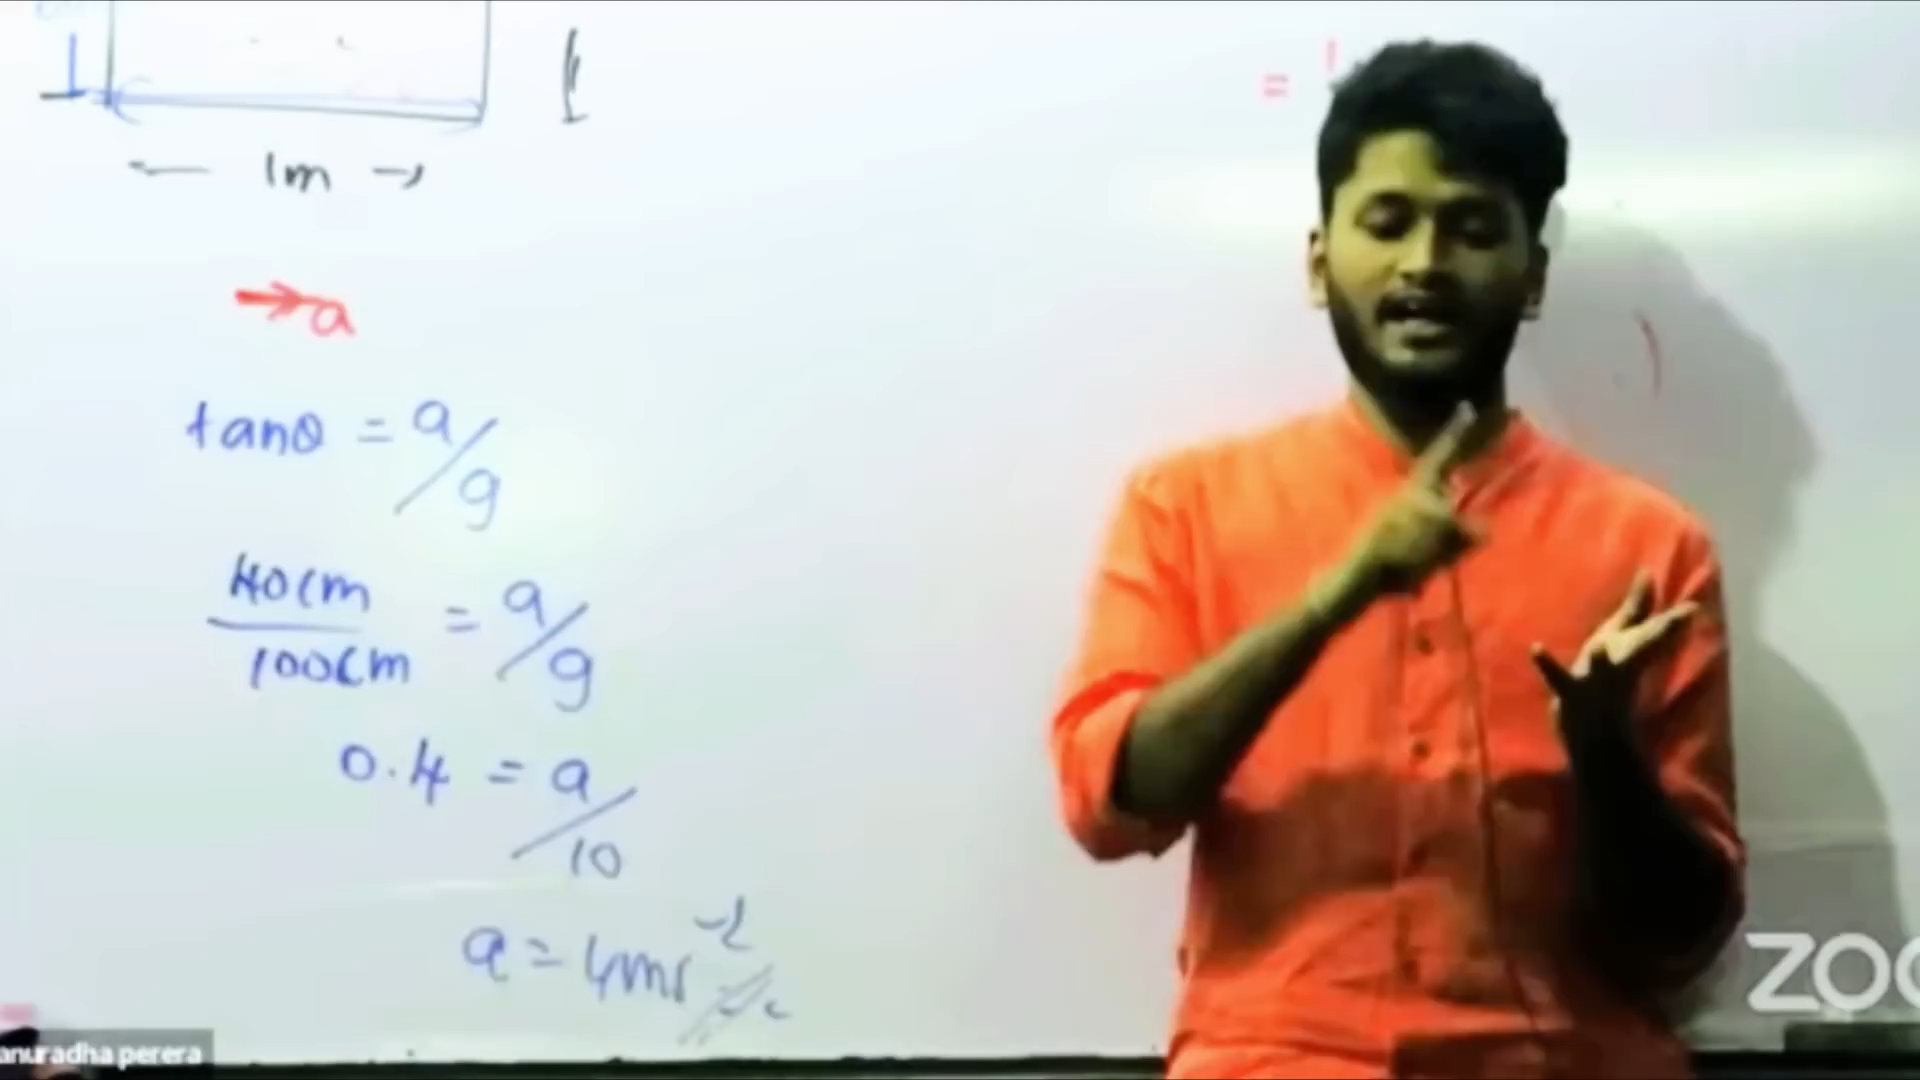 1m
a
tanθ = a/g
40cm/100cm = a/g
0.4 = a/10
a = 4ms⁻²
anuradha perera
ZOO